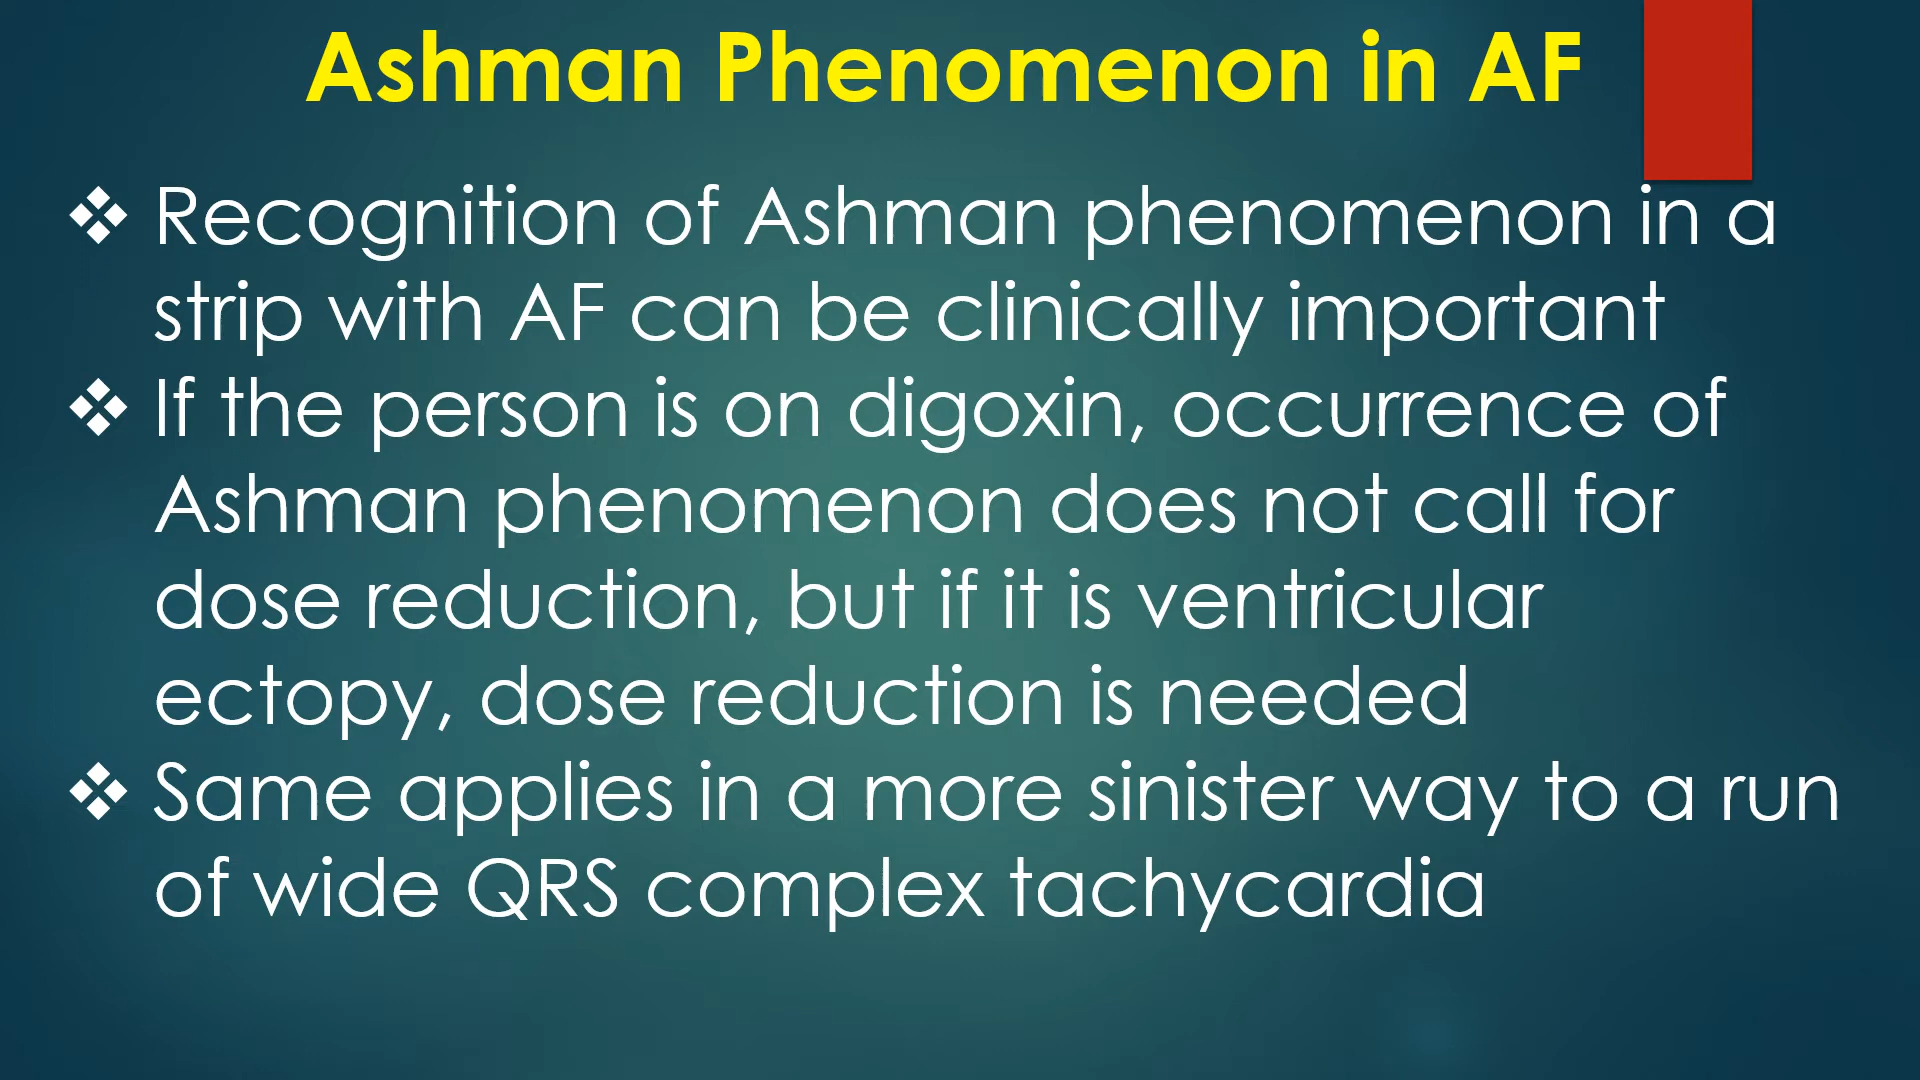 Ashman Phenomenon in AF
❖ Recognition of Ashman phenomenon in a
strip with AF can be clinically important
❖ If the person is on digoxin, occurrence of
Ashman phenomenon does not call for
dose reduction, but if it is ventricular
ectopy, dose reduction is needed
❖ Same applies in a more sinister way to a run
of wide QRS complex tachycardia